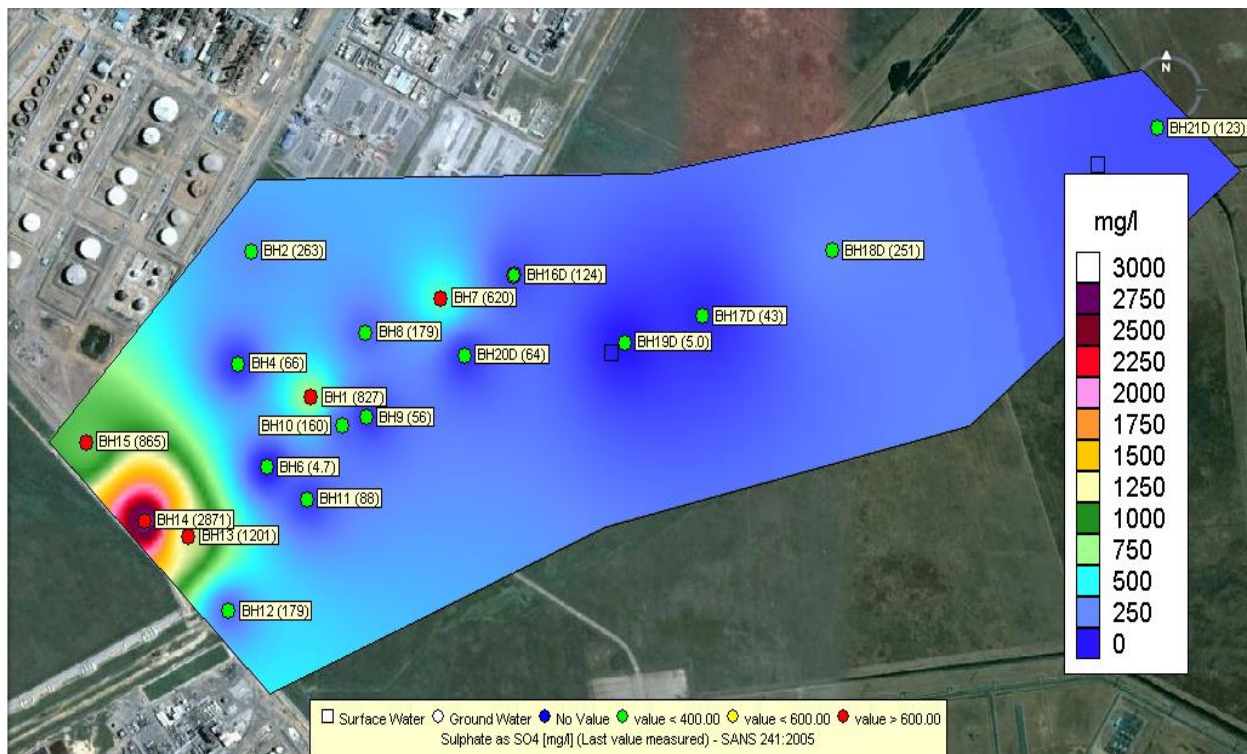 N
BH21D (123)
BH2 (263)
BH18D (251)
BH16D (124)
BH7 (620)
BH17D (43)
BH8 (179)
BH19D (5.0)
BH20D (64)
BH4 (66)
BH1 (827)
BH9 (56)
BH10 (160)
BH15 (865)
BH6 (4.7)
BH11 (88)
BH14 (2871)
BH13 (1201)
BH12 (179)
mg/l
3000
2750
2500
2250
2000
1750
1500
1250
1000
750
500
250
0
Surface Water Ground Water No Value value < 400.00 value < 600.00 value > 600.00
Sulphate as SO4 [mg/l] (Last value measured) - SANS 241:2005